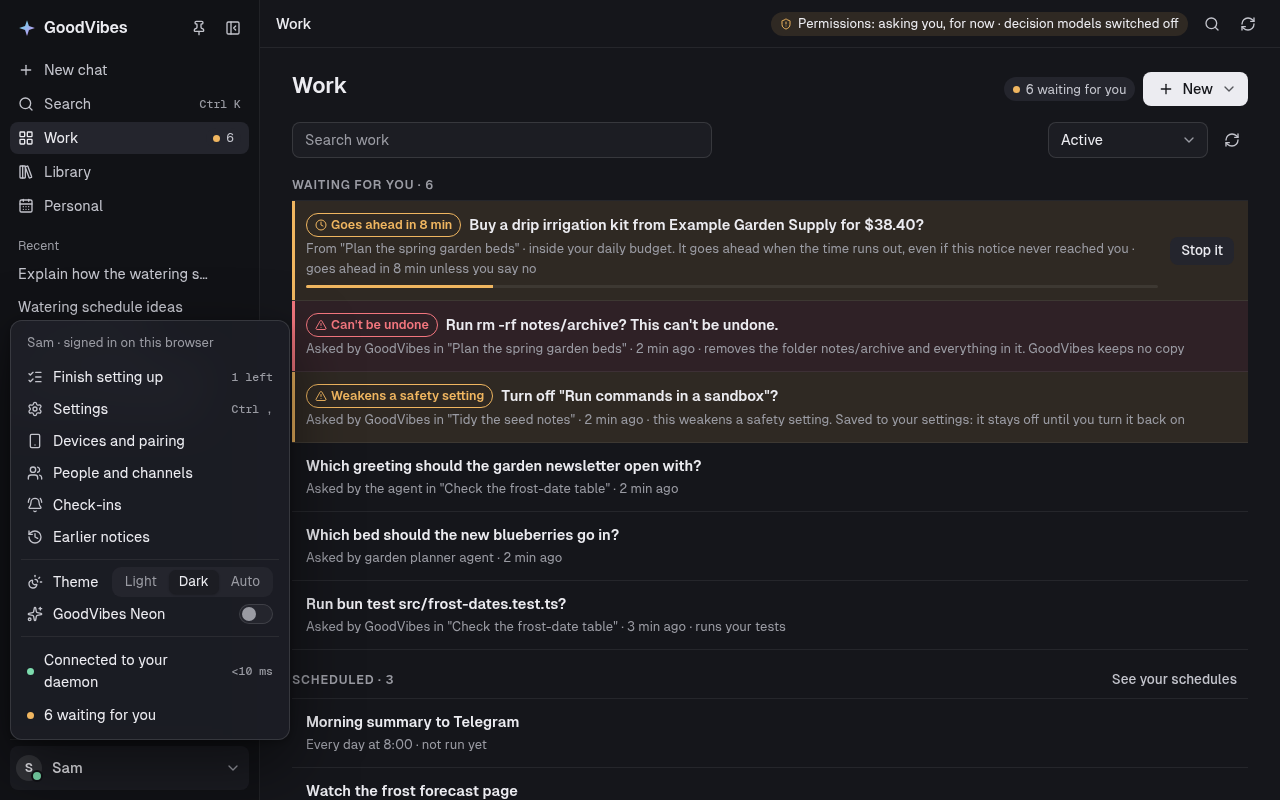 GoodVibes
New chat
Search Ctrl K
Work 6
Library
Personal
Recent
Explain how the watering s…
Watering schedule ideas
Sam · signed in on this browser
Finish setting up 1 left
Settings Ctrl ,
Devices and pairing
People and channels
Check-ins
Earlier notices
Theme Light Dark Auto
GoodVibes Neon
Connected to your
daemon
<10 ms
6 waiting for you
S Sam
Work
Permissions: asking you, for now · decision models switched off
Work
6 waiting for you
New
Search work
Active
WAITING FOR YOU · 6
Goes ahead in 8 min Buy a drip irrigation kit from Example Garden Supply for $38.40?
From "Plan the spring garden beds" · inside your daily budget. It goes ahead when the time runs out, even if this notice never reached you ·
goes ahead in 8 min unless you say no
Stop it
Can't be undone Run rm -rf notes/archive? This can't be undone.
Asked by GoodVibes in "Plan the spring garden beds" · 2 min ago · removes the folder notes/archive and everything in it. GoodVibes keeps no copy
Weakens a safety setting Turn off "Run commands in a sandbox"?
Asked by GoodVibes in "Tidy the seed notes" · 2 min ago · this weakens a safety setting. Saved to your settings: it stays off until you turn it back on
Which greeting should the garden newsletter open with?
Asked by the agent in "Check the frost-date table" · 2 min ago
Which bed should the new blueberries go in?
Asked by garden planner agent · 2 min ago
Run bun test src/frost-dates.test.ts?
Asked by GoodVibes in "Check the frost-date table" · 3 min ago · runs your tests
SCHEDULED · 3
See your schedules
Morning summary to Telegram
Every day at 8:00 · not run yet
Watch the frost forecast page